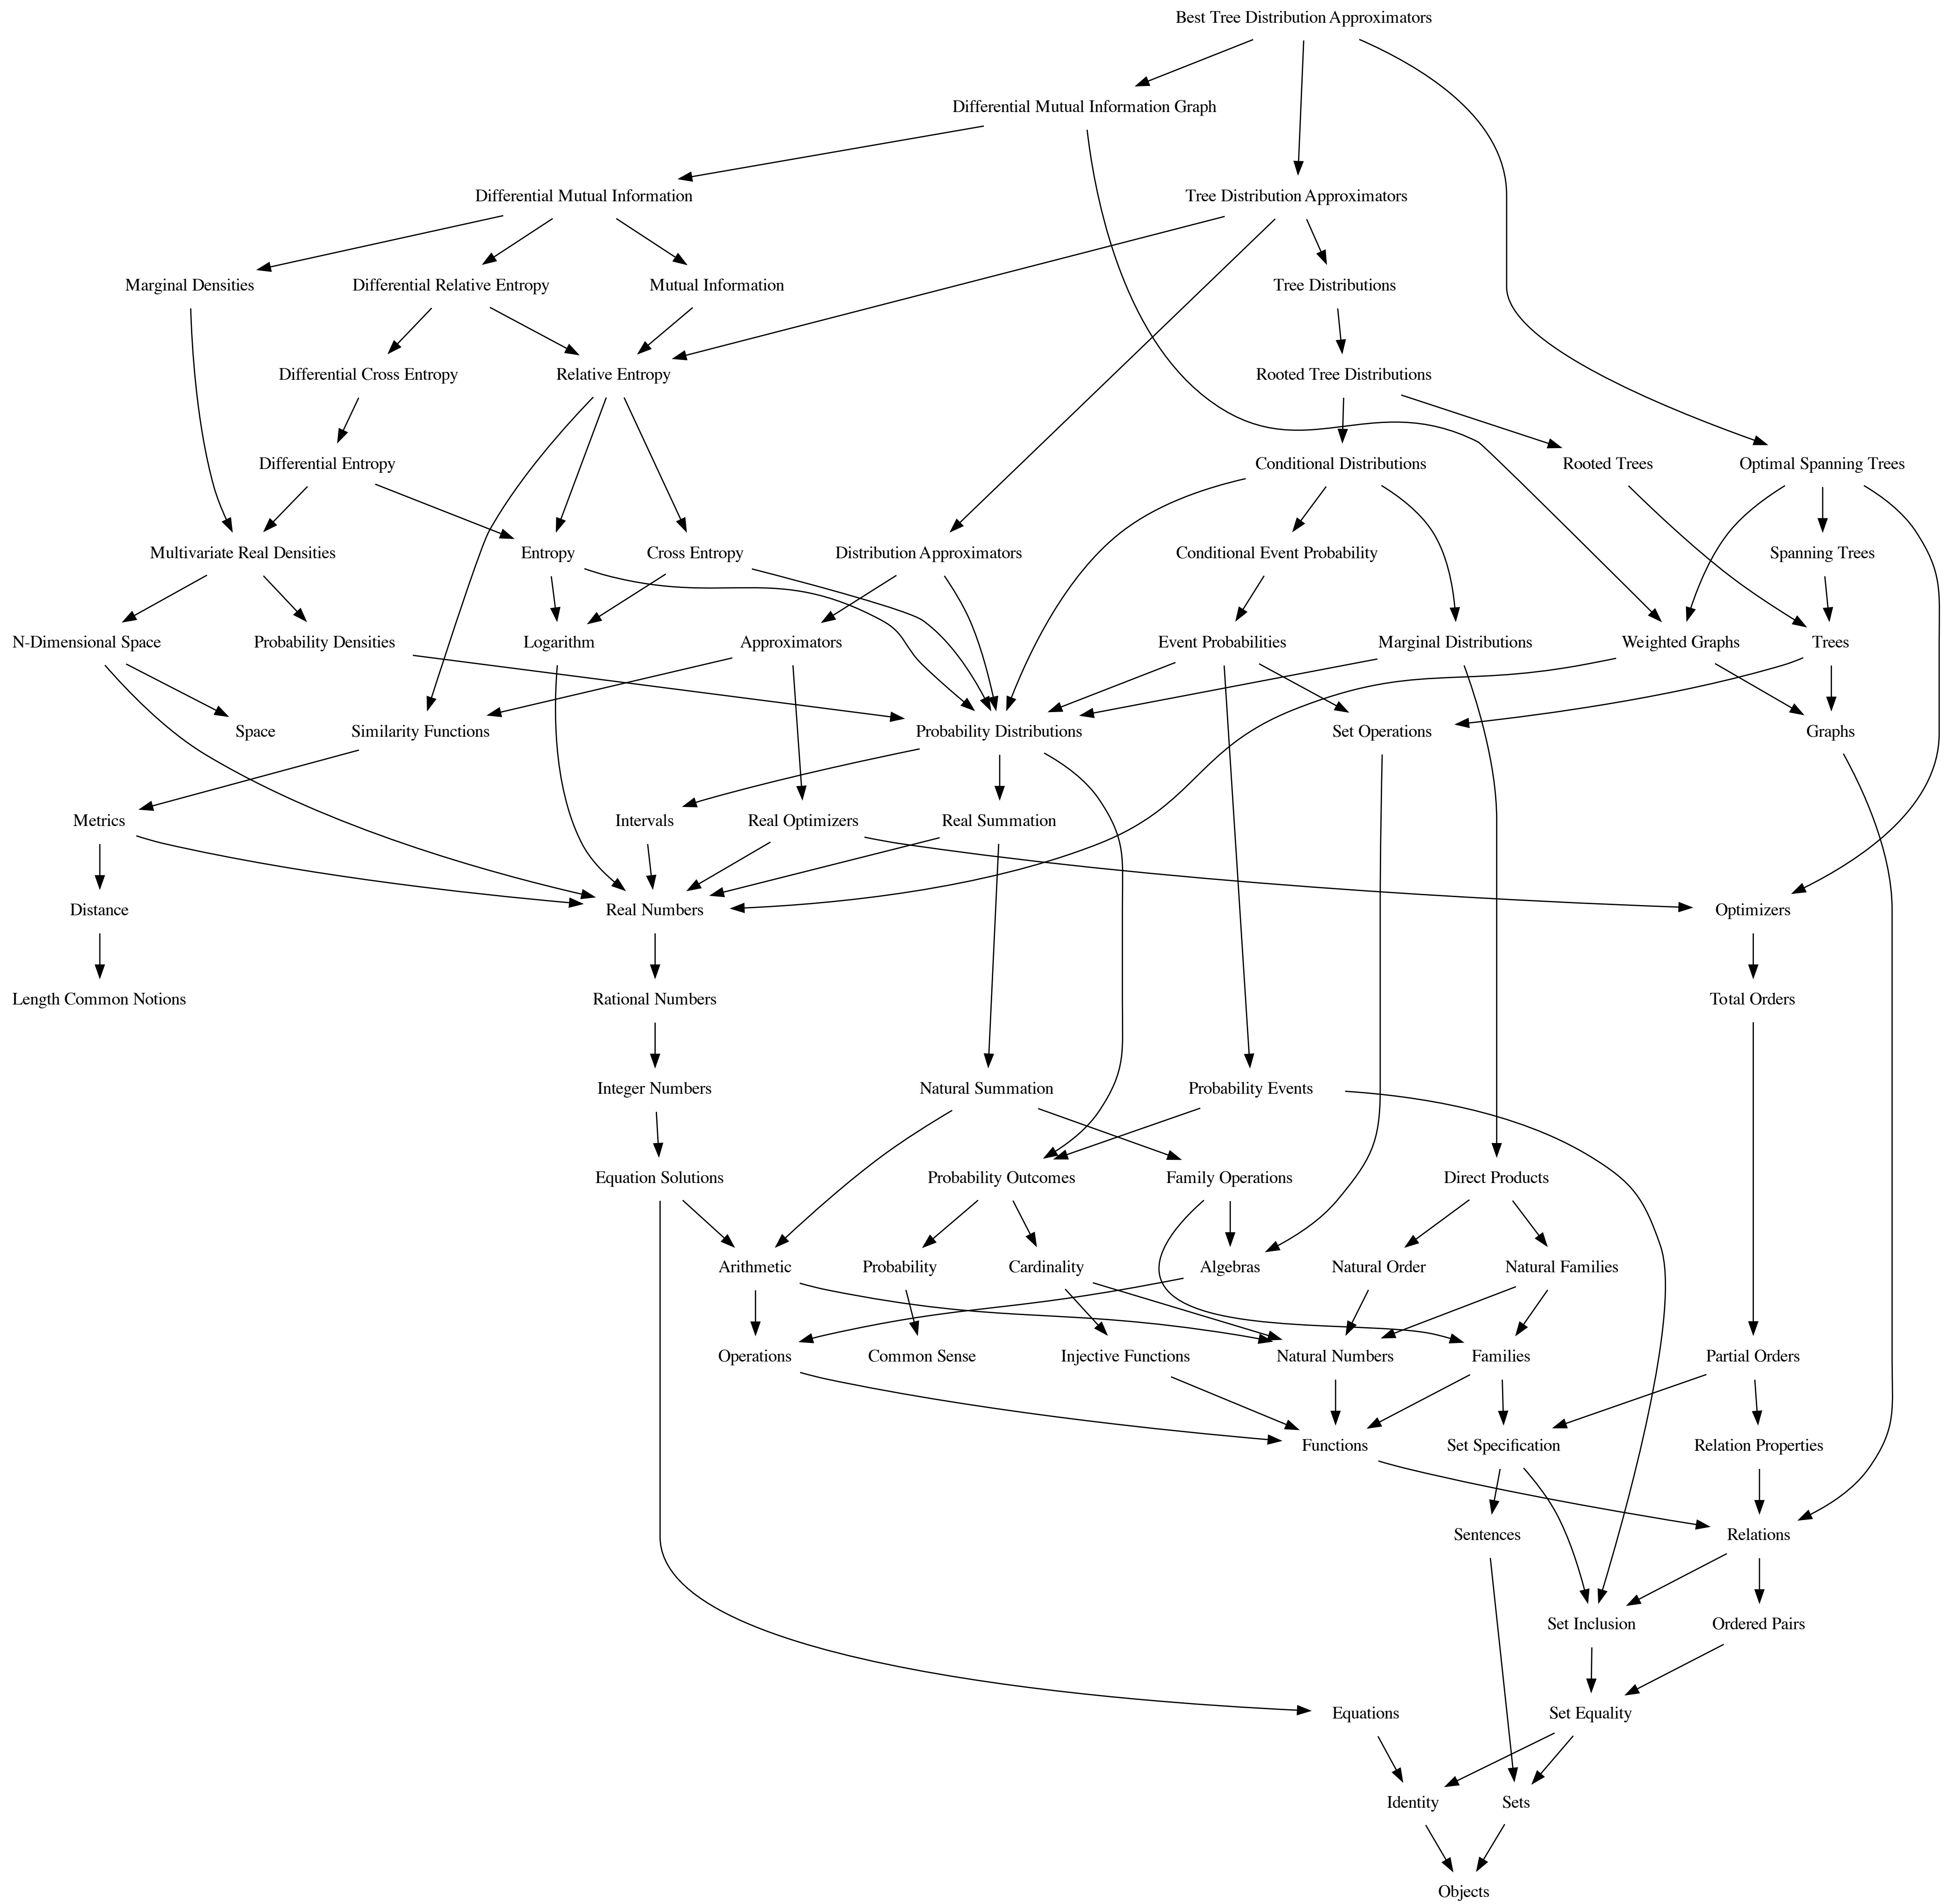 Best Tree Distribution Approximators
Differential Mutual Information Graph
Differential Mutual Information
Tree Distribution Approximators
Marginal Densities
Differential Relative Entropy
Mutual Information
Tree Distributions
Differential Cross Entropy
Relative Entropy
Rooted Tree Distributions
Differential Entropy
Conditional Distributions
Rooted Trees
Optimal Spanning Trees
Multivariate Real Densities
Entropy
Cross Entropy
Distribution Approximators
Conditional Event Probability
Spanning Trees
N-Dimensional Space
Probability Densities
Logarithm
Approximators
Event Probabilities
Marginal Distributions
Weighted Graphs
Trees
Space
Similarity Functions
Probability Distributions
Set Operations
Graphs
Metrics
Intervals
Real Optimizers
Real Summation
Distance
Real Numbers
Optimizers
Length Common Notions
Rational Numbers
Total Orders
Integer Numbers
Natural Summation
Probability Events
Equation Solutions
Probability Outcomes
Family Operations
Direct Products
Arithmetic
Probability
Cardinality
Algebras
Natural Order
Natural Families
Operations
Common Sense
Injective Functions
Natural Numbers
Families
Partial Orders
Functions
Set Specification
Relation Properties
Sentences
Relations
Set Inclusion
Ordered Pairs
Equations
Set Equality
Identity
Sets
Objects